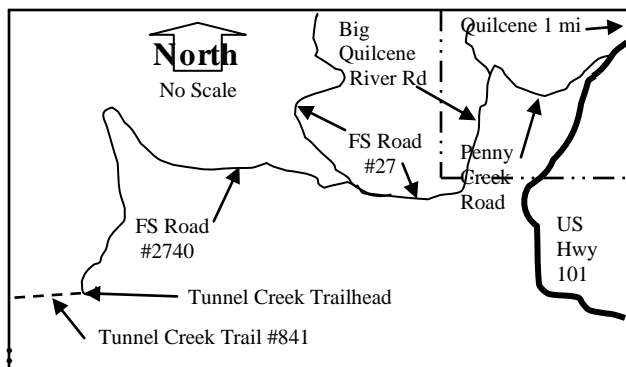 Big
Quilcene
River Rd
Quilcene 1 mi
North
No Scale
FS Road
#27
Penny
Creek
Road
FS Road
#2740
US
Hwy
101
Tunnel Creek Trailhead
Tunnel Creek Trail #841